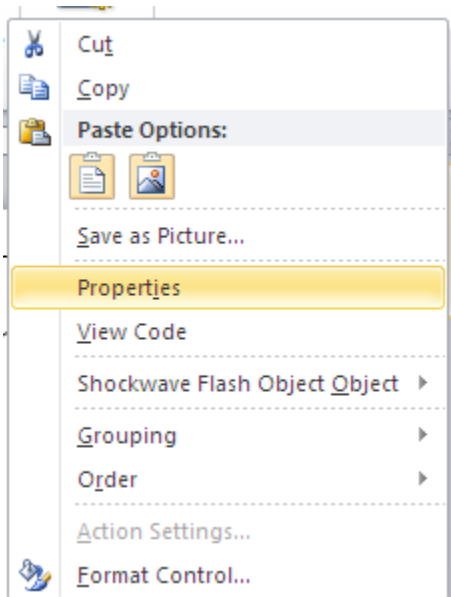 Cut
Copy
Paste Options:
Save as Picture...
Properties
View Code
Shockwave Flash Object Object
Grouping
Order
Action Settings...
Format Control...